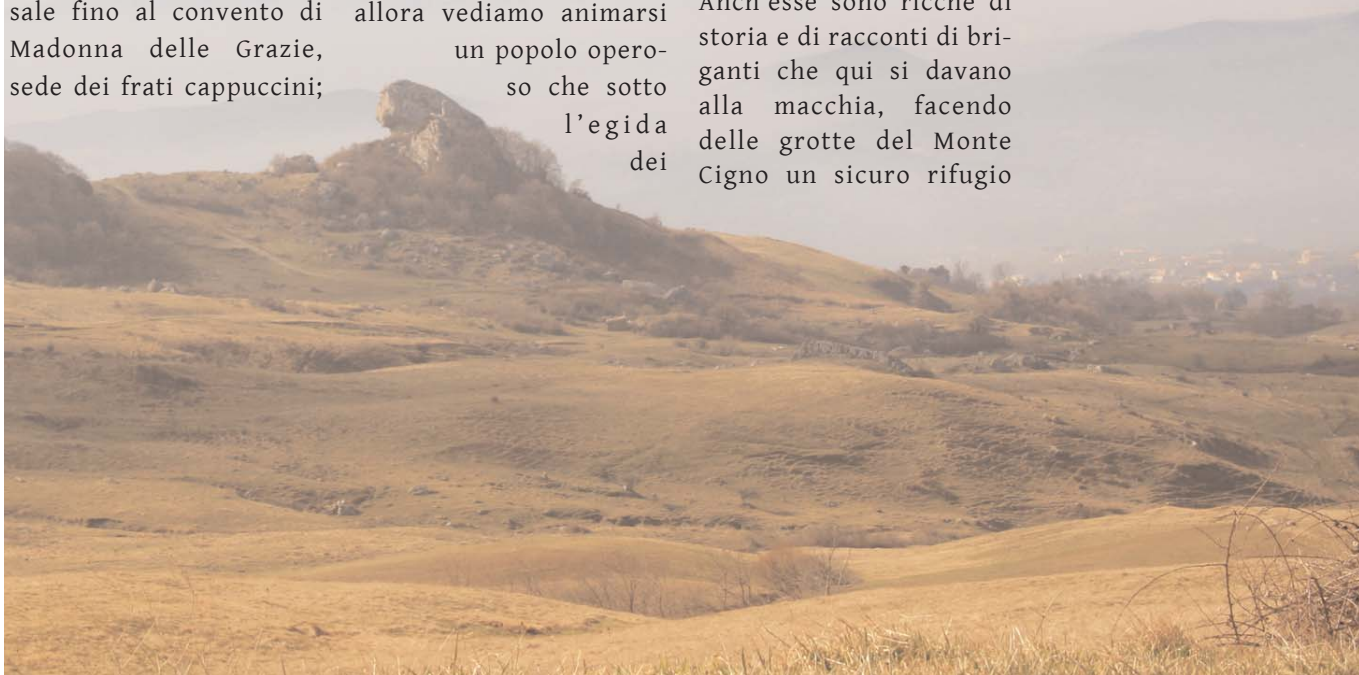 sale fino al convento di
Madonna delle Grazie,
sede dei frati cappuccini;
allora vediamo animarsi
un popolo opero-
so che sotto
l'egida
dei
Anch'esse sono ricche di
storia e di racconti di bri-
ganti che qui si davano
alla macchia, facendo
delle grotte del Monte
Cigno un sicuro rifugio